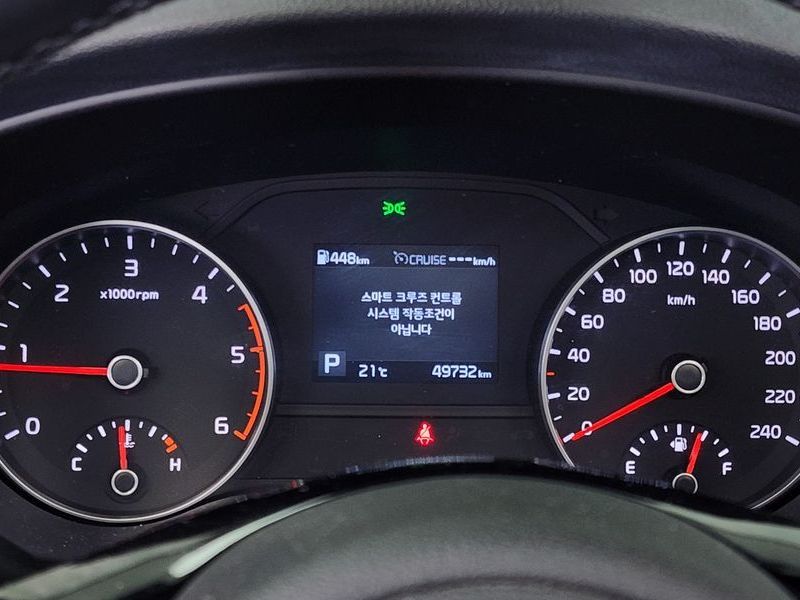 448km CRUISE ---km/h
스마트 크루즈 컨트롤
시스템 작동조건이
아닙니다
P 21℃ 49732km
0 1 2 3 4 5 6
x1000rpm
C H
0 20 40 60 80 100 120 140 160 180 200 220 240
km/h
E F